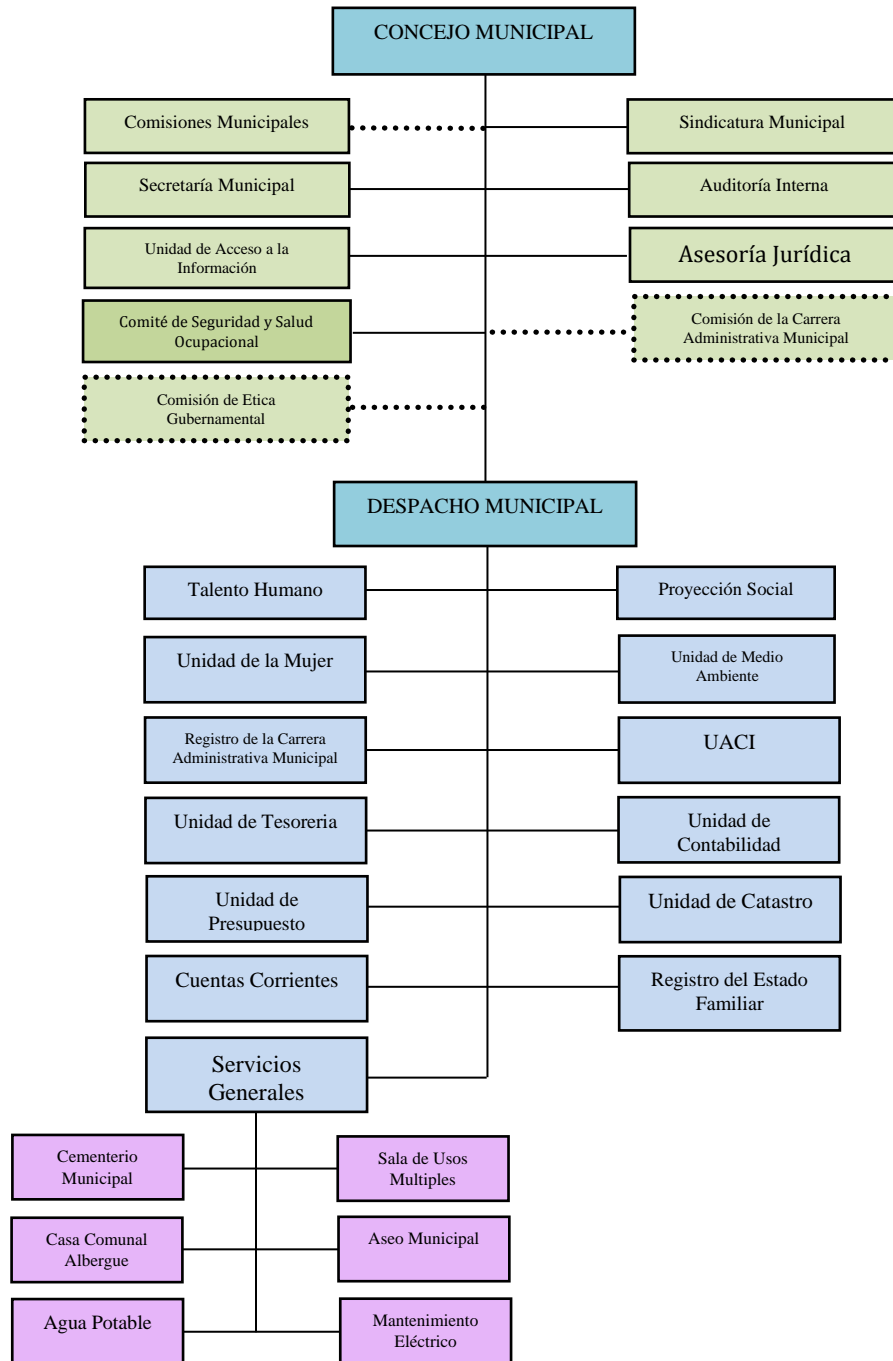 CONCEJO MUNICIPAL
Comisiones Municipales
Sindicatura Municipal
Secretaría Municipal
Auditoría Interna
Unidad de Acceso a la
Información
Asesoría Jurídica
Comité de Seguridad y Salud
Ocupacional
Comisión de la Carrera
Administrativa Municipal
Comisión de Etica
Gubernamental
DESPACHO MUNICIPAL
Talento Humano
Proyección Social
Unidad de la Mujer
Unidad de Medio
Ambiente
Registro de la Carrera
Administrativa Municipal
UACI
Unidad de Tesoreria
Unidad de
Contabilidad
Unidad de
Presupuesto
Unidad de Catastro
Cuentas Corrientes
Registro del Estado
Familiar
Servicios
Generales
Cementerio
Municipal
Sala de Usos
Multiples
Casa Comunal
Albergue
Aseo Municipal
Agua Potable
Mantenimiento
Eléctrico